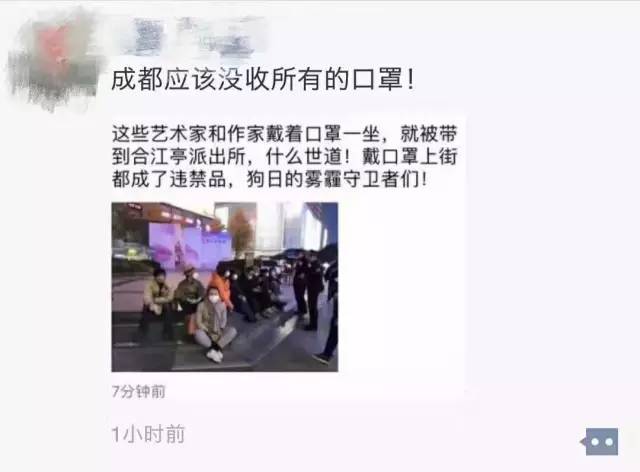 成都应该没收所有的口罩！
这些艺术家和作家戴着口罩一坐，就被带
到合江亭派出所，什么世道！戴口罩上街
都成了违禁品，狗日的雾霾守卫者们！
7分钟前
1小时前